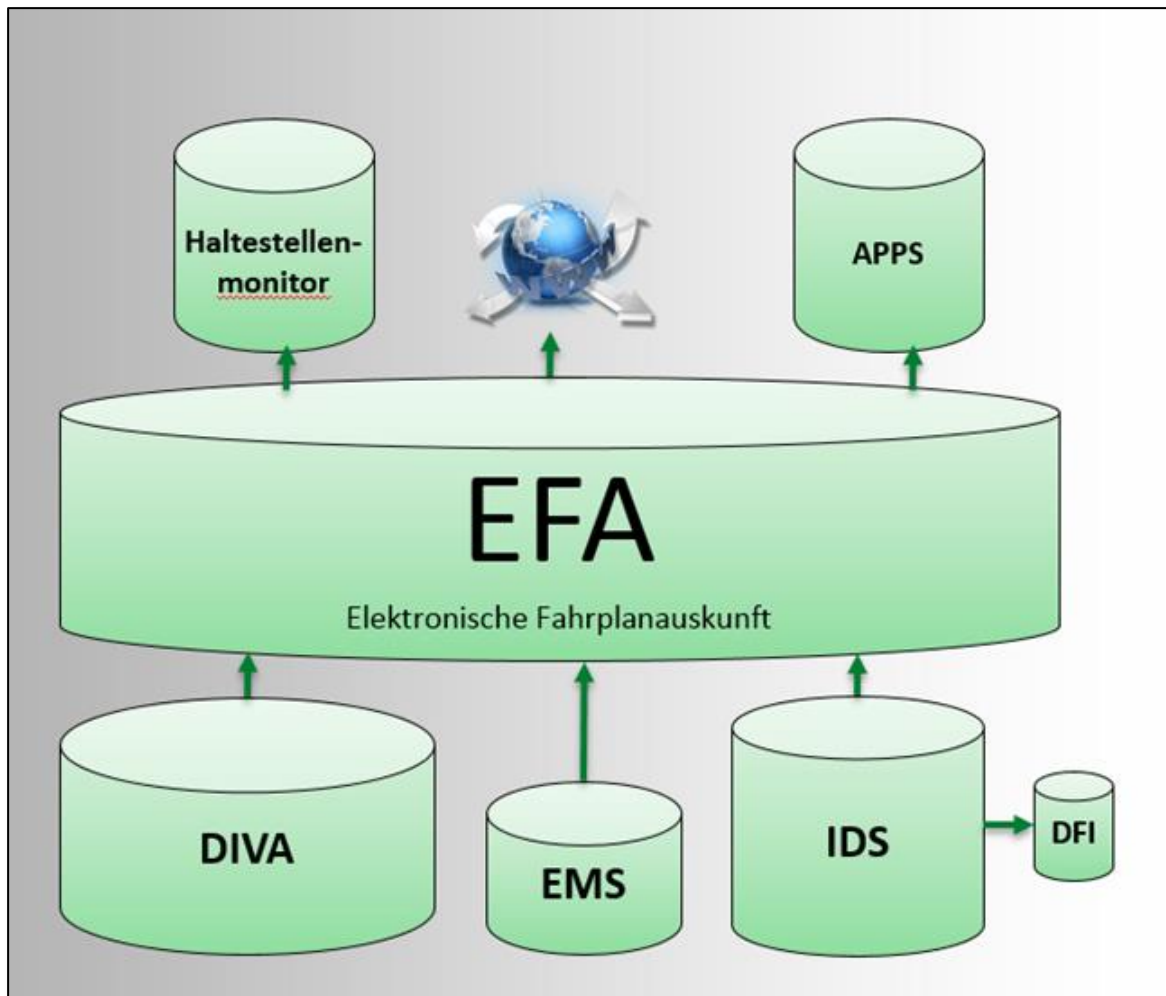 Haltestellen-
monitor
APPS
EFA
Elektronische Fahrplanauskunft
DIVA
EMS
IDS
DFI